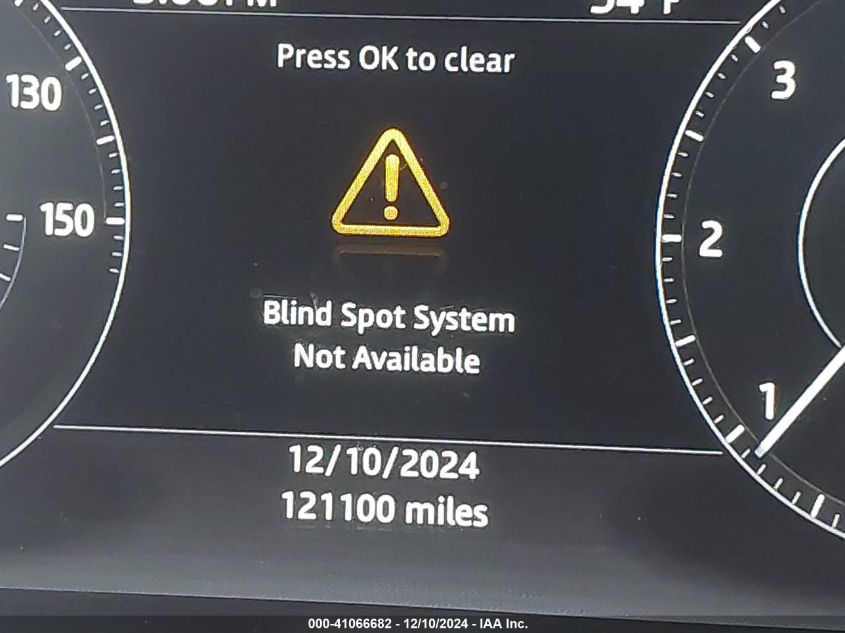 Press OK to clear
130
150
3
2
1
Blind Spot System
Not Available
12/10/2024
121100 miles
000-41066682 - 12/10/2024 - IAA Inc.